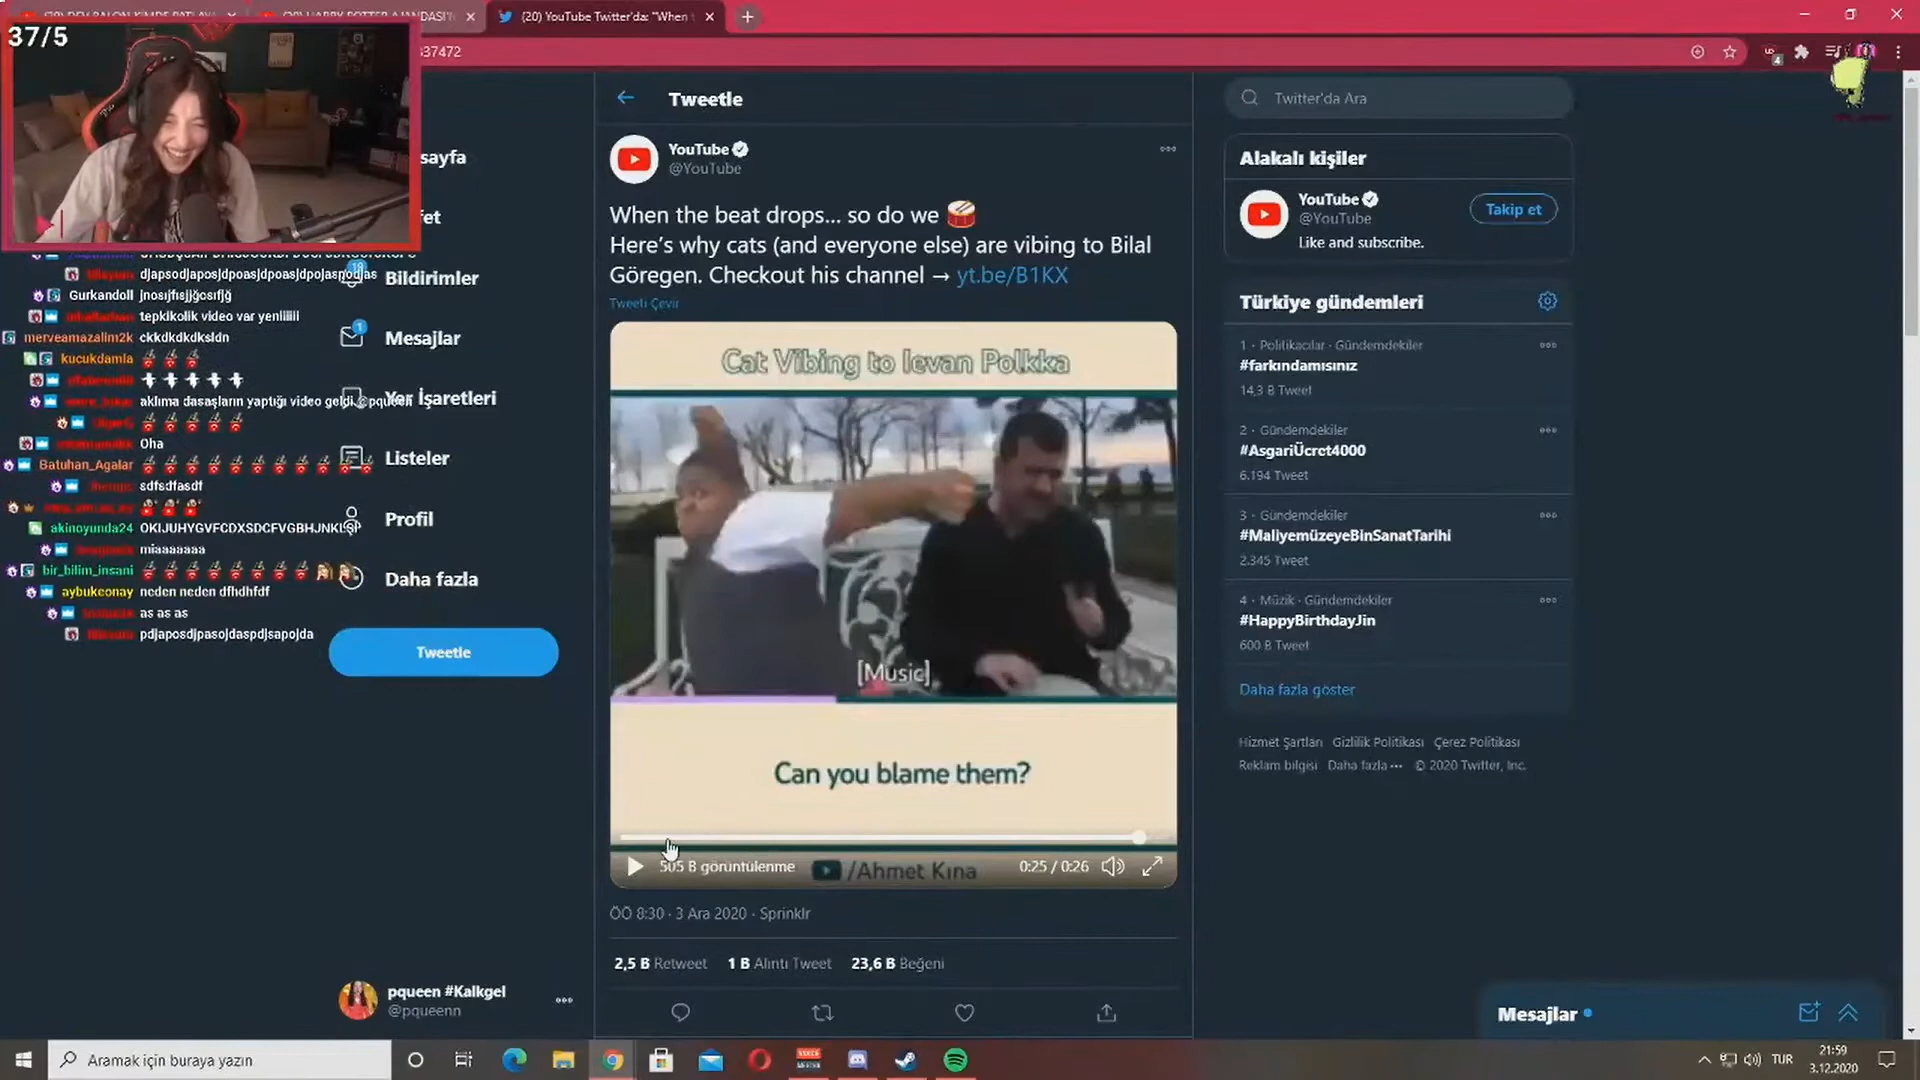 (20) YouTube Twitter'da: "When t
37/5
37472
sayfa
fet
Bildirimler
18
Mesajlar
1
Yer İşaretleri
Listeler
Profil
Daha fazla
Tweetle
pqueen #Kalkgel
@pqueenn
djapsodjaposjdpoasjdpoasjdpojaspodjas
Gurkandoll jnosıjfısjjğosıfjğ
tepkikolik video var yenliiiii
merveamazalim2k ckkdkdkdksldn
kucukdamla
aklıma dasaşların yaptığı video geldi @pqueen
Oha
Batuhan_Agalar
sdfsdfasdf
akinoyunda24 OKIJUHYGVFCDXSDCFVGBHJNKLŞP
miaaaaaaa
bir_bilim_insani
aybukeonay neden neden dfhdhfdf
as as as
pdjaposdjpasojdaspdjsapojda
Tweetle
YouTube
@YouTube
When the beat drops... so do we
Here's why cats (and everyone else) are vibing to Bilal
Göregen. Checkout his channel → yt.be/B1KX
Tweeti Çevir
Cat Vibing to Ievan Polkka
[Music]
Can you blame them?
505 B görüntülenme
/Ahmet Kına
0:25 / 0:26
ÖÖ 8:30 · 3 Ara 2020 · Sprinklr
2,5 B Retweet 1 B Alıntı Tweet 23,6 B Beğeni
Twitter'da Ara
Alakalı kişiler
YouTube
@YouTube
Takip et
Like and subscribe.
Türkiye gündemleri
1 · Politikacılar · Gündemdekiler
#farkındamısınız
14,3 B Tweet
2 · Gündemdekiler
#AsgariÜcret4000
6.194 Tweet
3 · Gündemdekiler
#MaliyemüzeyeBinSanatTarihi
2.345 Tweet
4 · Müzik · Gündemdekiler
#HappyBirthdayJin
600 B Tweet
Daha fazla göster
Hizmet Şartları Gizlilik Politikası Çerez Politikası
Reklam bilgisi Daha fazla ··· © 2020 Twitter, Inc.
Mesajlar
Aramak için buraya yazın
TUR
21:59
3.12.2020